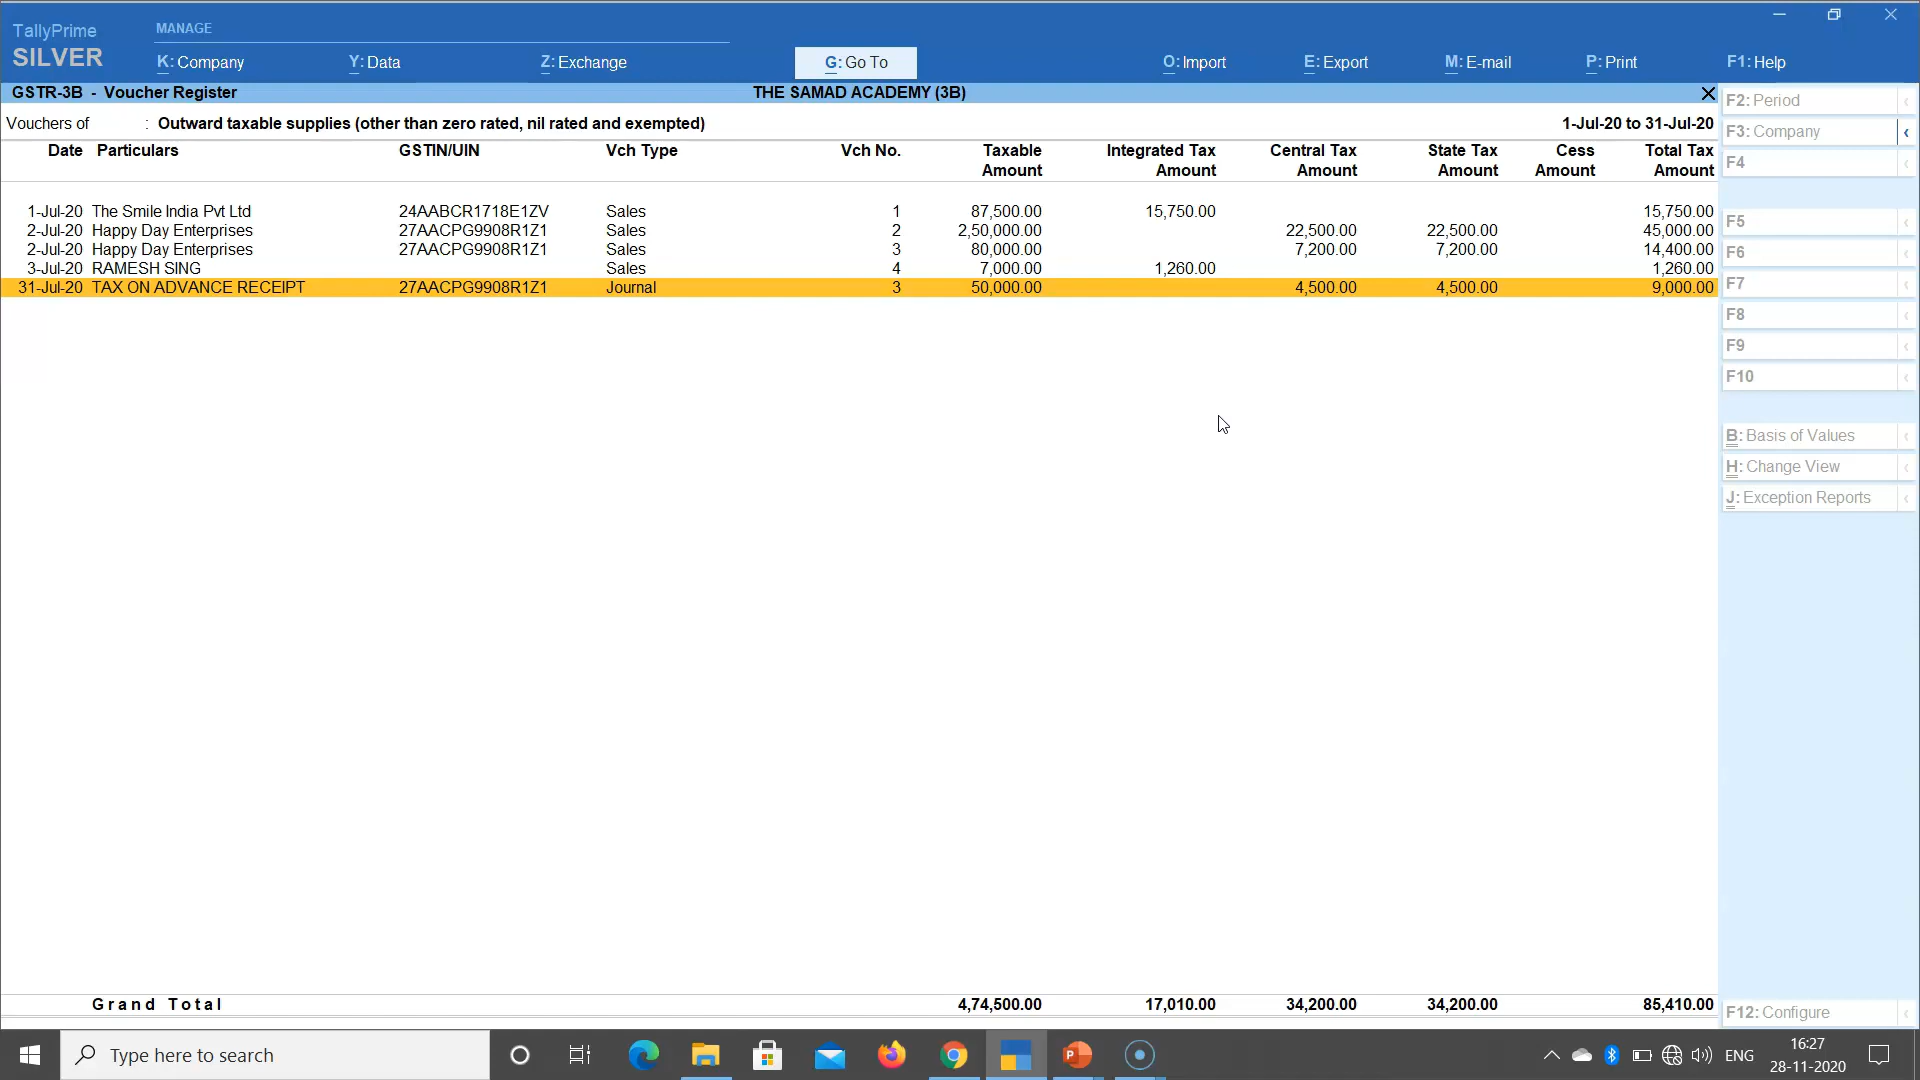 TallyPrime
SILVER
MANAGE
K: Company Y: Data Z: Exchange G: Go To O: Import E: Export M: E-mail P: Print F1: Help
GSTR-3B - Voucher Register THE SAMAD ACADEMY (3B)
Vouchers of : Outward taxable supplies (other than zero rated, nil rated and exempted) 1-Jul-20 to 31-Jul-20
Date Particulars GSTIN/UIN Vch Type Vch No. Taxable Integrated Tax Central Tax State Tax Cess Total Tax
Amount Amount Amount Amount Amount Amount
1-Jul-20 The Smile India Pvt Ltd 24AABCR1718E1ZV Sales 1 87,500.00 15,750.00 15,750.00
2-Jul-20 Happy Day Enterprises 27AACPG9908R1Z1 Sales 2 2,50,000.00 22,500.00 22,500.00 45,000.00
2-Jul-20 Happy Day Enterprises 27AACPG9908R1Z1 Sales 3 80,000.00 7,200.00 7,200.00 14,400.00
3-Jul-20 RAMESH SING Sales 4 7,000.00 1,260.00 1,260.00
31-Jul-20 TAX ON ADVANCE RECEIPT 27AACPG9908R1Z1 Journal 3 50,000.00 4,500.00 4,500.00 9,000.00
Grand Total 4,74,500.00 17,010.00 34,200.00 34,200.00 85,410.00
F2: Period
F3: Company
F4
F5
F6
F7
F8
F9
F10
B: Basis of Values
H: Change View
J: Exception Reports
F12: Configure
Type here to search
ENG
16:27
28-11-2020